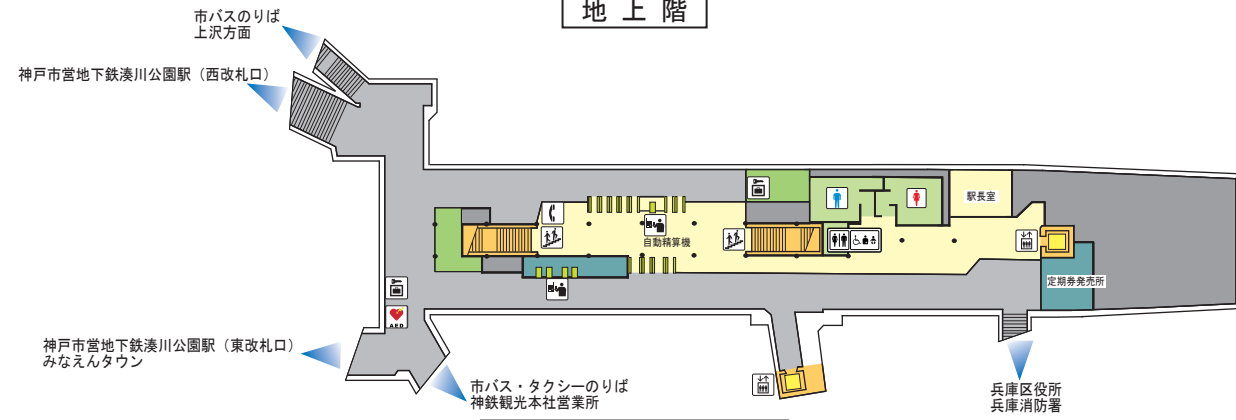 地上階
市バスのりば
上沢方面
神戸市営地下鉄湊川公園駅（西改札口）
駅長室
自動精算機
定期券発売所
AED
神戸市営地下鉄湊川公園駅（東改札口）
みなえんタウン
市バス・タクシーのりば
神鉄観光本社営業所
兵庫区役所
兵庫消防署